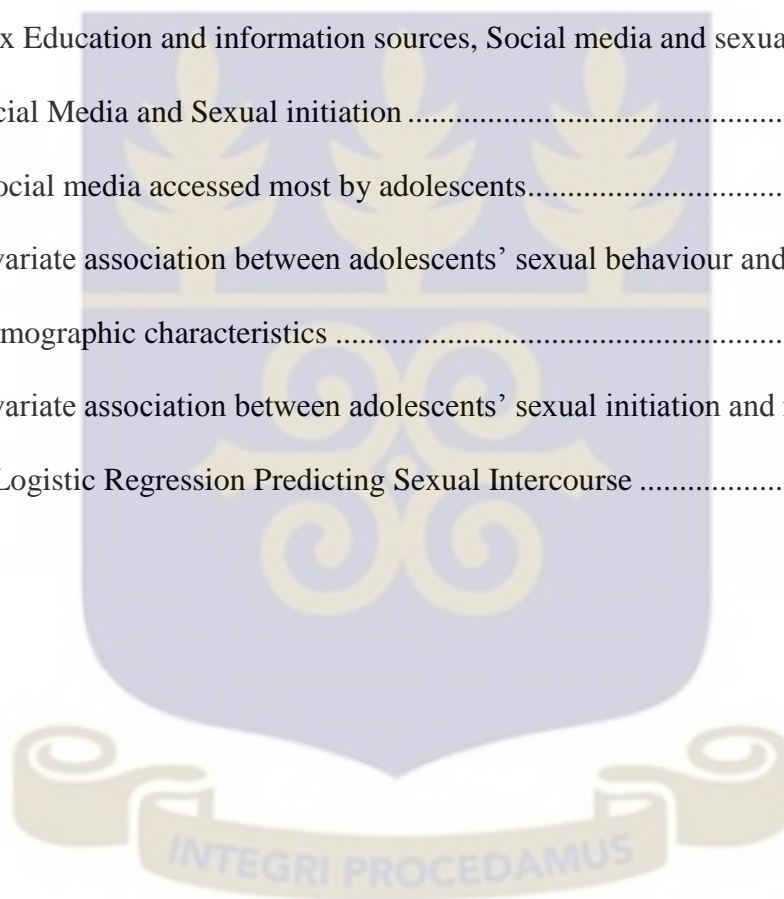 x Education and information sources, Social media and sexua
cial Media and Sexual initiation ..............................................................
ocial media accessed most by adolescents............................................
variate association between adolescents’ sexual behaviour and
mographic characteristics ........................................................................
variate association between adolescents’ sexual initiation and
Logistic Regression Predicting Sexual Intercourse ...........................
INTEGRI PROCEDAMUS